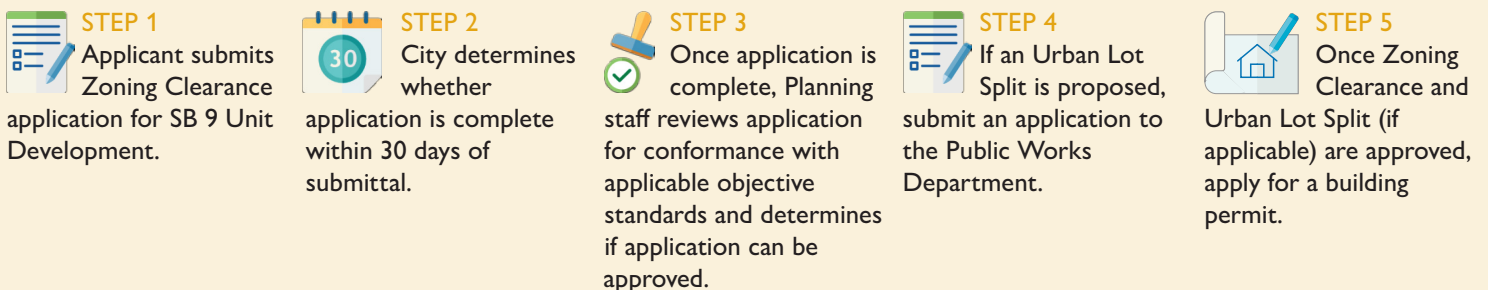 STEP 1
Applicant submits
Zoning Clearance
application for SB 9 Unit
Development.
30
STEP 2
City determines
whether
application is complete
within 30 days of
submittal.
STEP 3
Once application is
complete, Planning
staff reviews application
for conformance with
applicable objective
standards and determines
if application can be
approved.
STEP 4
If an Urban Lot
Split is proposed,
submit an application to
the Public Works
Department.
STEP 5
Once Zoning
Clearance and
Urban Lot Split (if
applicable) are approved,
apply for a building
permit.